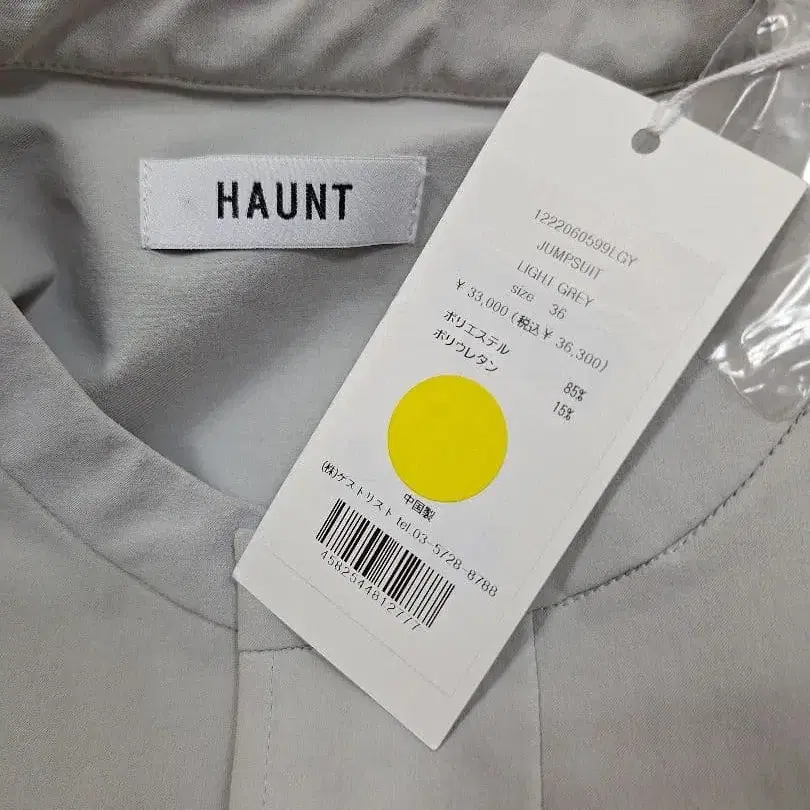 HAUNT
1222060599LGY
JUMPSUIT
LIGHT GREY
size 36
¥ 33,000 (税込¥ 36,300)
ポリエステル 85%
ポリウレタン 15%
中国製
(株)ゲストリスト tel.03-5728-8788
4582544812777